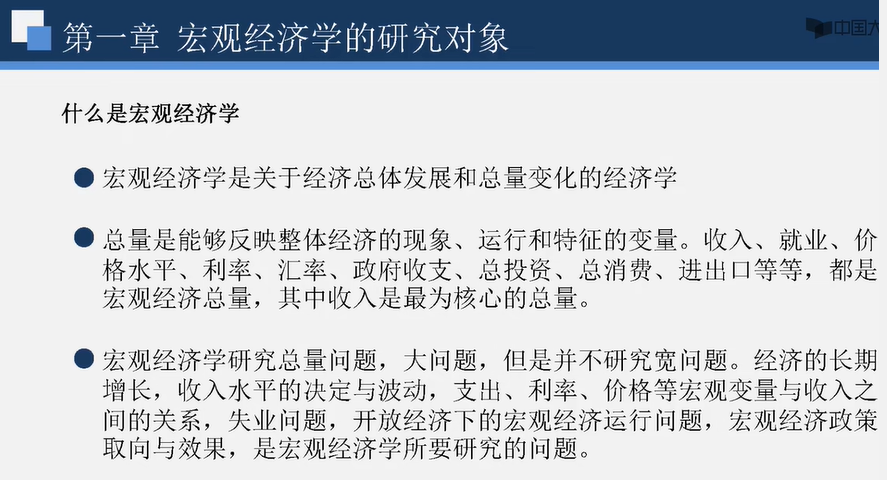 第一章 宏观经济学的研究对象
中国大
什么是宏观经济学
宏观经济学是关于经济总体发展和总量变化的经济学
总量是能够反映整体经济的现象、运行和特征的变量。收入、就业、价
格水平、利率、汇率、政府收支、总投资、总消费、进出口等等，都是
宏观经济总量，其中收入是最为核心的总量。
宏观经济学研究总量问题，大问题，但是并不研究宽问题。经济的长期
增长，收入水平的决定与波动，支出、利率、价格等宏观变量与收入之
间的关系，失业问题，开放经济下的宏观经济运行问题，宏观经济政策
取向与效果，是宏观经济学所要研究的问题。